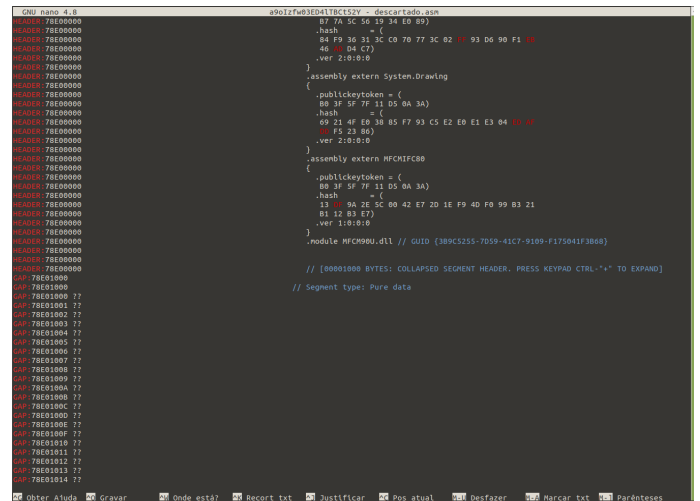 GNU nano 4.8 a9oIzfw03ED4lTBCtS2Y - descartado.asm
HEADER:78E00000 B7 7A 5C 56 19 34 E0 89)
HEADER:78E00000 .hash = (
HEADER:78E00000 84 F9 36 31 3C C0 70 77 3C 02 93 D6 90 F1
HEADER:78E00000 46 D4 C7)
HEADER:78E00000 .ver 2:0:0:0
HEADER:78E00000 }
HEADER:78E00000 .assembly extern System.Drawing
HEADER:78E00000 {
HEADER:78E00000 .publickeytoken = (
HEADER:78E00000 B0 3F 5F 7F 11 D5 0A 3A)
HEADER:78E00000 .hash = (
HEADER:78E00000 69 21 4F E0 38 85 F7 93 C5 E2 E0 E1 E3 04
HEADER:78E00000 F5 23 86)
HEADER:78E00000 .ver 2:0:0:0
HEADER:78E00000 }
HEADER:78E00000 .assembly extern MFCMIFC80
HEADER:78E00000 {
HEADER:78E00000 .publickeytoken = (
HEADER:78E00000 B0 3F 5F 7F 11 D5 0A 3A)
HEADER:78E00000 .hash = (
HEADER:78E00000 13 9A 2E 5C 00 42 E7 2D 1E F9 4D F0 99 B3 21
HEADER:78E00000 B1 12 B3 E7)
HEADER:78E00000 .ver 1:0:0:0
HEADER:78E00000 }
HEADER:78E00000 .module MFCM90U.dll // GUID {3B9C5255-7D59-41C7-9109-F175041F3B68}
HEADER:78E00000
HEADER:78E00000
HEADER:78E00000 // [00001000 BYTES: COLLAPSED SEGMENT HEADER. PRESS KEYPAD CTRL-"+" TO EXPAND]
GAP:78E01000
GAP:78E01000 // Segment type: Pure data
GAP:78E01000 ??
GAP:78E01001 ??
GAP:78E01002 ??
GAP:78E01003 ??
GAP:78E01004 ??
GAP:78E01005 ??
GAP:78E01006 ??
GAP:78E01007 ??
GAP:78E01008 ??
GAP:78E01009 ??
GAP:78E0100A ??
GAP:78E0100B ??
GAP:78E0100C ??
GAP:78E0100D ??
GAP:78E0100E ??
GAP:78E0100F ??
GAP:78E01010 ??
GAP:78E01011 ??
GAP:78E01012 ??
GAP:78E01013 ??
GAP:78E01014 ??
^G Obter Ajuda ^O Gravar ^W Onde está? ^K Recort txt ^J Justificar ^C Pos atual M-U Desfazer M-A Marcar txt M-] Parênteses